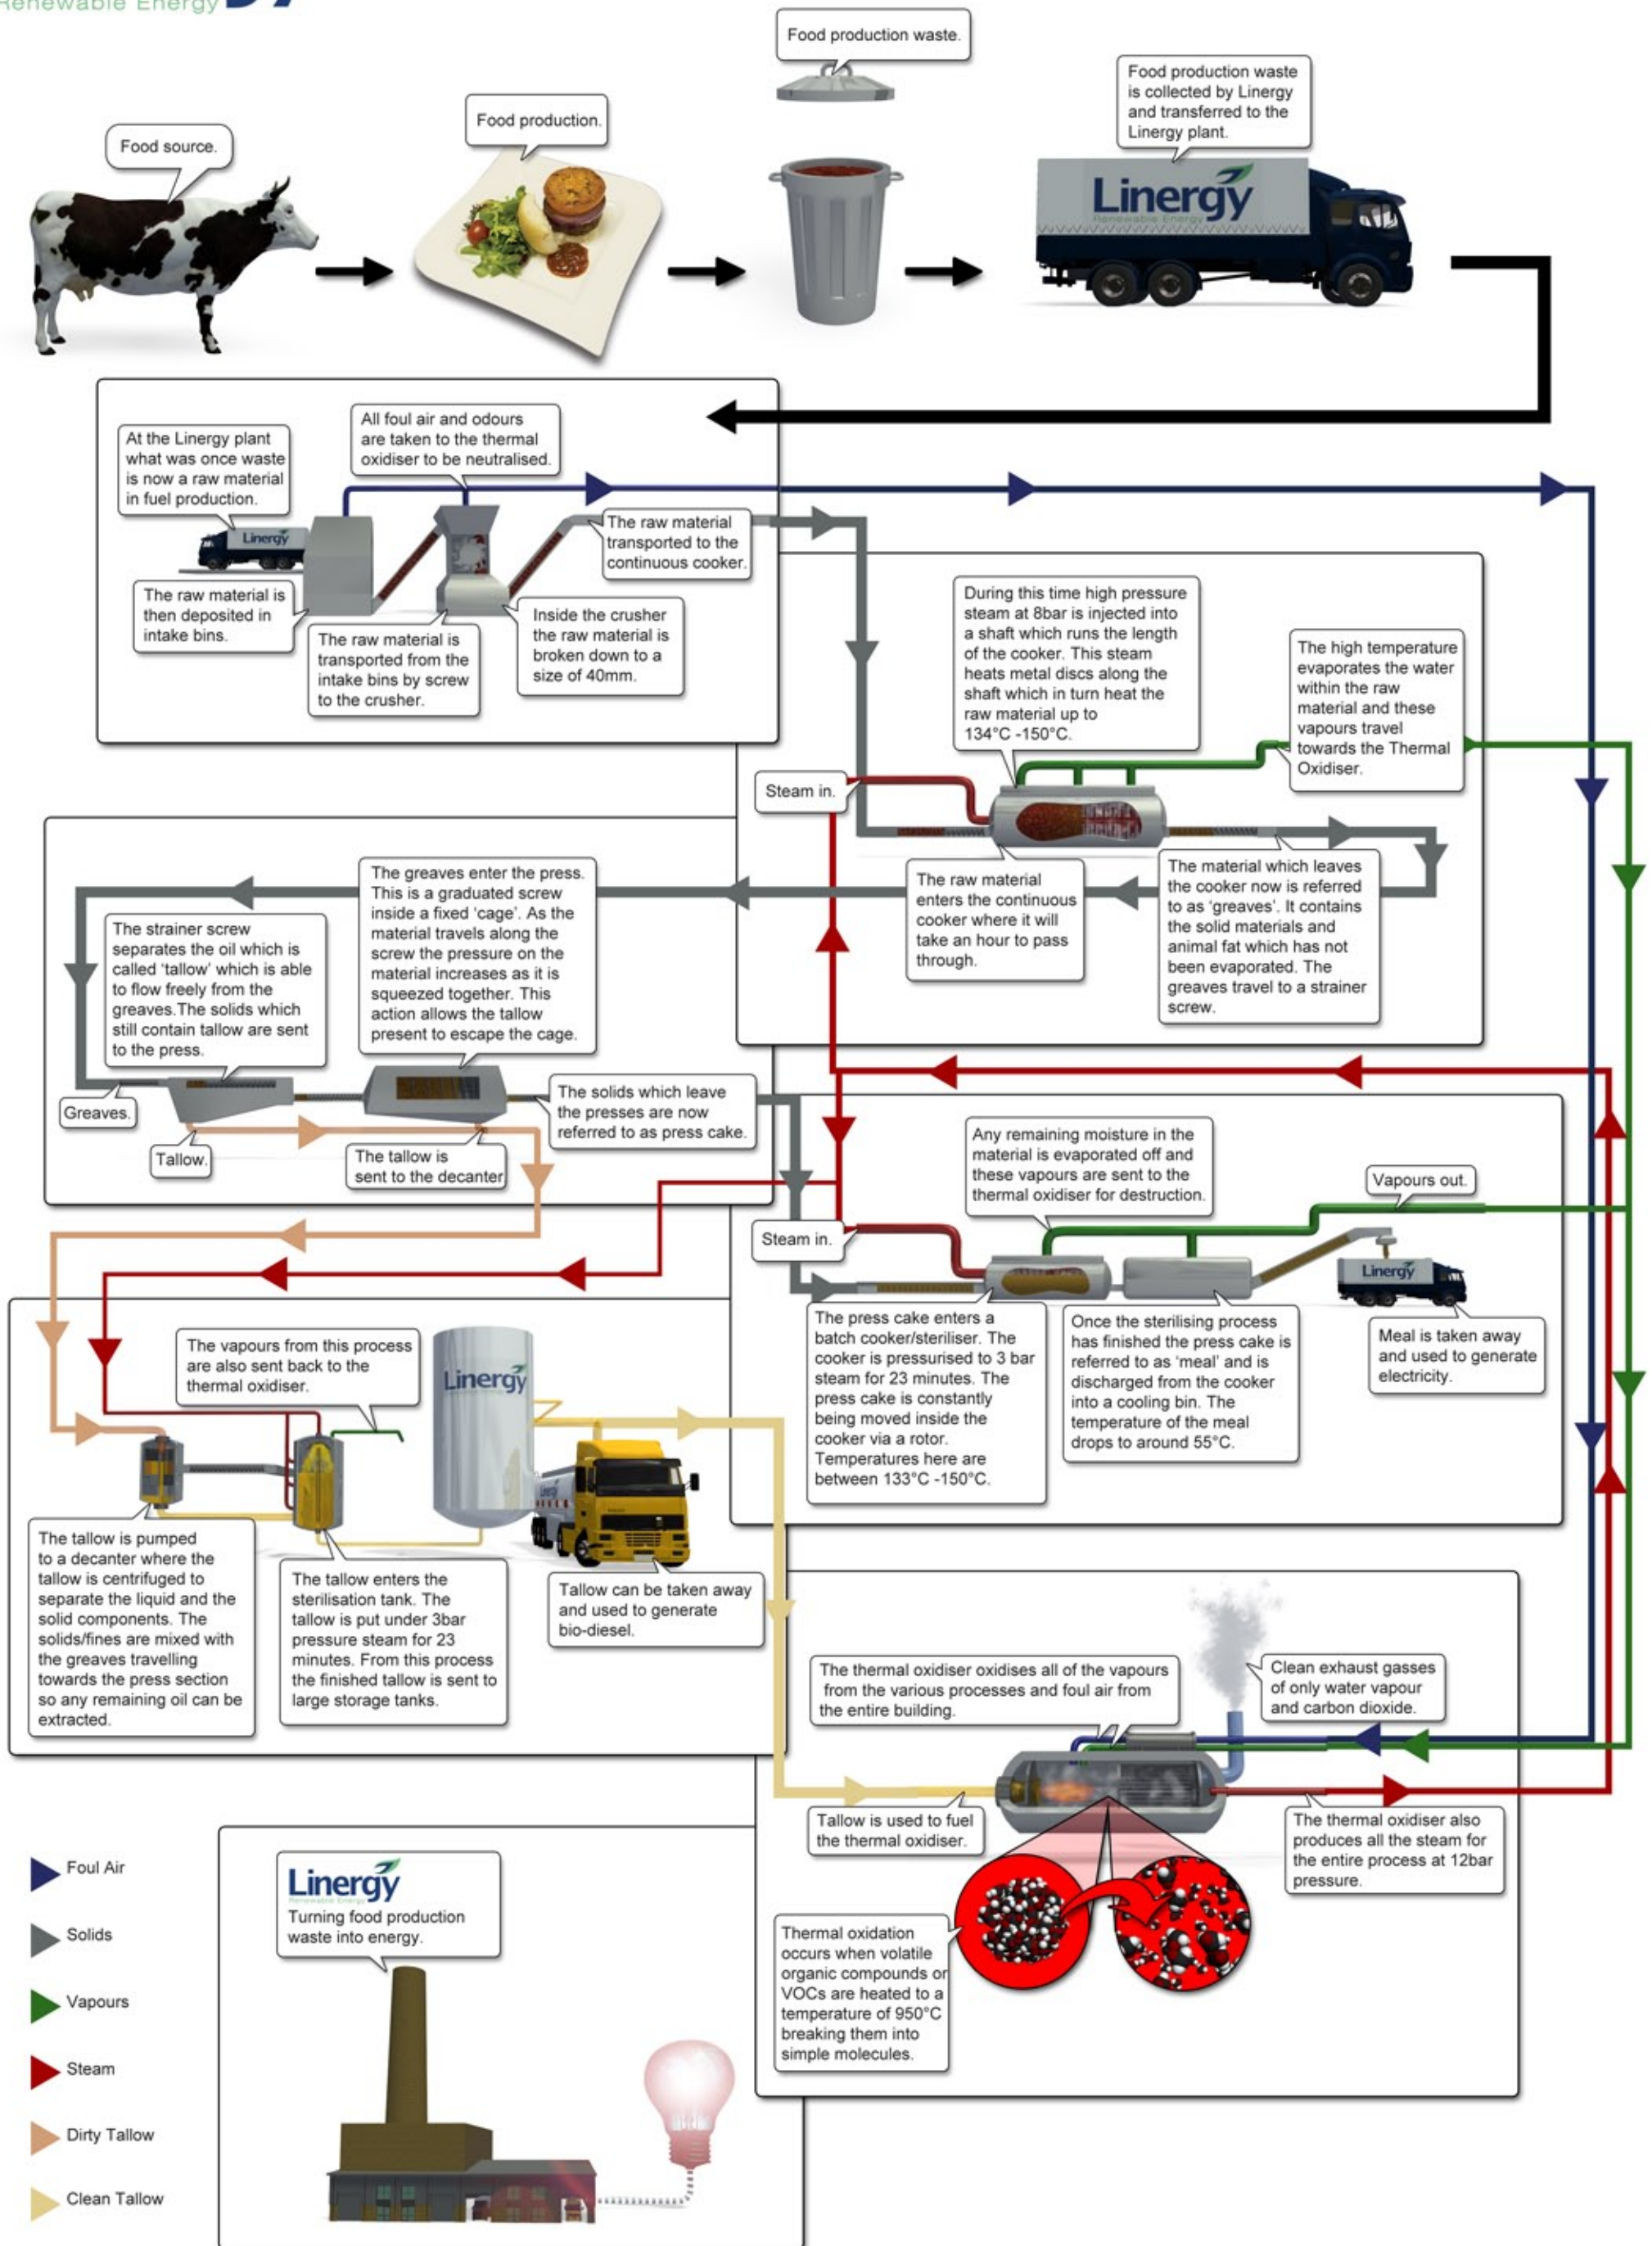 Renewable Energy
Food production waste.
Food production waste
is collected by Linergy
and transferred to the
Linergy plant.
Food production.
Food source.
Linergy
Renewable Energy
At the Linergy plant
what was once waste
is now a raw material
in fuel production.
All foul air and odours
are taken to the thermal
oxidiser to be neutralised.
Linergy
The raw material
transported to the
continuous cooker.
The raw material is
then deposited in
intake bins.
The raw material is
transported from the
intake bins by screw
to the crusher.
Inside the crusher
the raw material is
broken down to a
size of 40mm.
During this time high pressure
steam at 8bar is injected into
a shaft which runs the length
of the cooker. This steam
heats metal discs along the
shaft which in turn heat the
raw material up to
134°C -150°C.
The high temperature
evaporates the water
within the raw
material and these
vapours travel
towards the Thermal
Oxidiser.
Steam in.
The raw material
enters the continuous
cooker where it will
take an hour to pass
through.
The material which leaves
the cooker now is referred
to as ‘greaves’. It contains
the solid materials and
animal fat which has not
been evaporated. The
greaves travel to a strainer
screw.
The strainer screw
separates the oil which is
called ‘tallow’ which is able
to flow freely from the
greaves.The solids which
still contain tallow are sent
to the press.
The greaves enter the press.
This is a graduated screw
inside a fixed ‘cage’. As the
material travels along the
screw the pressure on the
material increases as it is
squeezed together. This
action allows the tallow
present to escape the cage.
Greaves.
Tallow.
The tallow is
sent to the decanter
The solids which leave
the presses are now
referred to as press cake.
Any remaining moisture in the
material is evaporated off and
these vapours are sent to the
thermal oxidiser for destruction.
Vapours out.
Steam in.
Linergy
The press cake enters a
batch cooker/steriliser. The
cooker is pressurised to 3 bar
steam for 23 minutes. The
press cake is constantly
being moved inside the
cooker via a rotor.
Temperatures here are
between 133°C -150°C.
Once the sterilising process
has finished the press cake is
referred to as ‘meal’ and is
discharged from the cooker
into a cooling bin. The
temperature of the meal
drops to around 55°C.
Meal is taken away
and used to generate
electricity.
The vapours from this process
are also sent back to the
thermal oxidiser.
Linergy
The tallow is pumped
to a decanter where the
tallow is centrifuged to
separate the liquid and the
solid components. The
solids/fines are mixed with
the greaves travelling
towards the press section
so any remaining oil can be
extracted.
The tallow enters the
sterilisation tank. The
tallow is put under 3bar
pressure steam for 23
minutes. From this process
the finished tallow is sent to
large storage tanks.
Linergy
Tallow can be taken away
and used to generate
bio-diesel.
The thermal oxidiser oxidises all of the vapours
from the various processes and foul air from
the entire building.
Clean exhaust gasses
of only water vapour
and carbon dioxide.
Tallow is used to fuel
the thermal oxidiser.
The thermal oxidiser also
produces all the steam for
the entire process at 12bar
pressure.
Thermal oxidation
occurs when volatile
organic compounds or
VOCs are heated to a
temperature of 950°C
breaking them into
simple molecules.
Foul Air
Solids
Vapours
Steam
Dirty Tallow
Clean Tallow
Linergy
Renewable Energy
Turning food production
waste into energy.